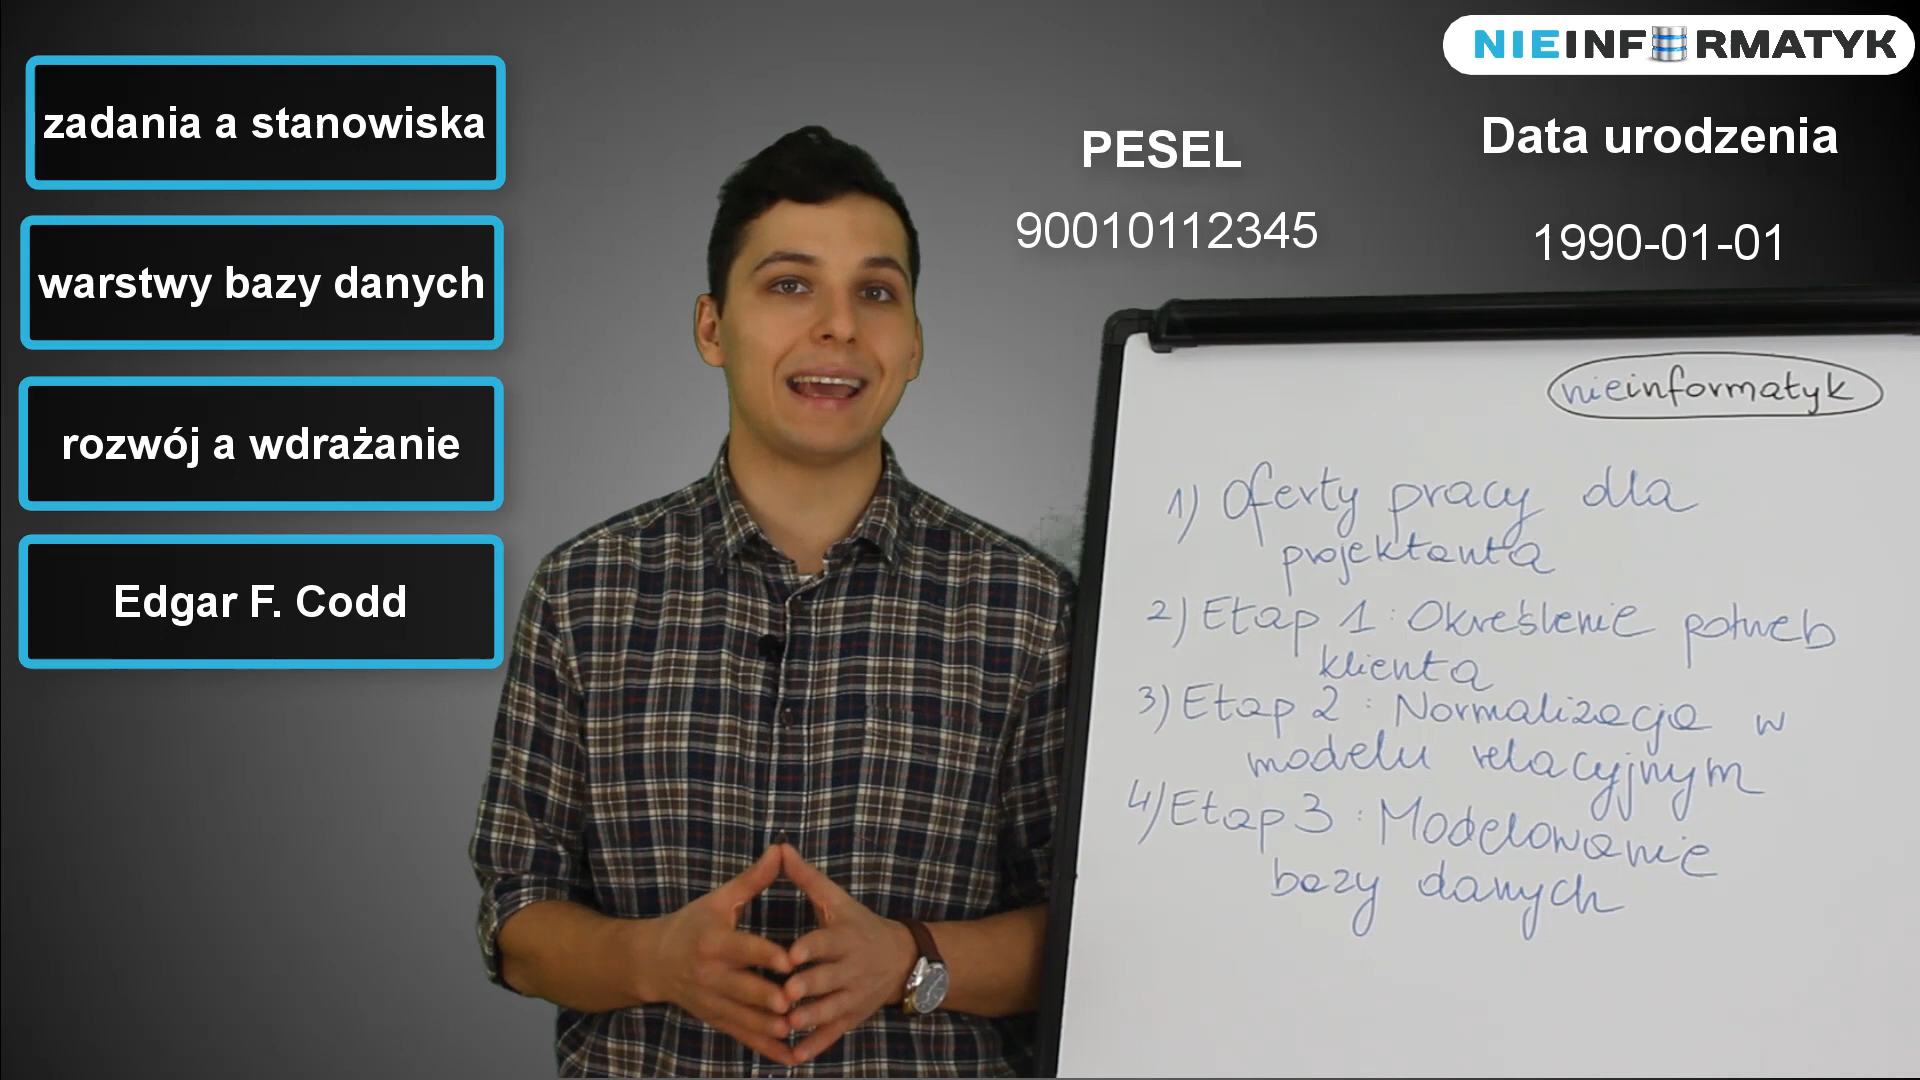 zadania a stanowiska
warstwy bazy danych
rozwój a wdrażanie
Edgar F. Codd
NIEINFORMATYK
PESEL
90010112345
Data urodzenia
1990-01-01
nieinformatyk
1) Oferty pracy dla
projektanta
2) Etap 1: Określenie potrzeb
klienta
3) Etap 2: Normalizacja w
modelu relacyjnym
4) Etap 3: Modelowanie
bazy danych